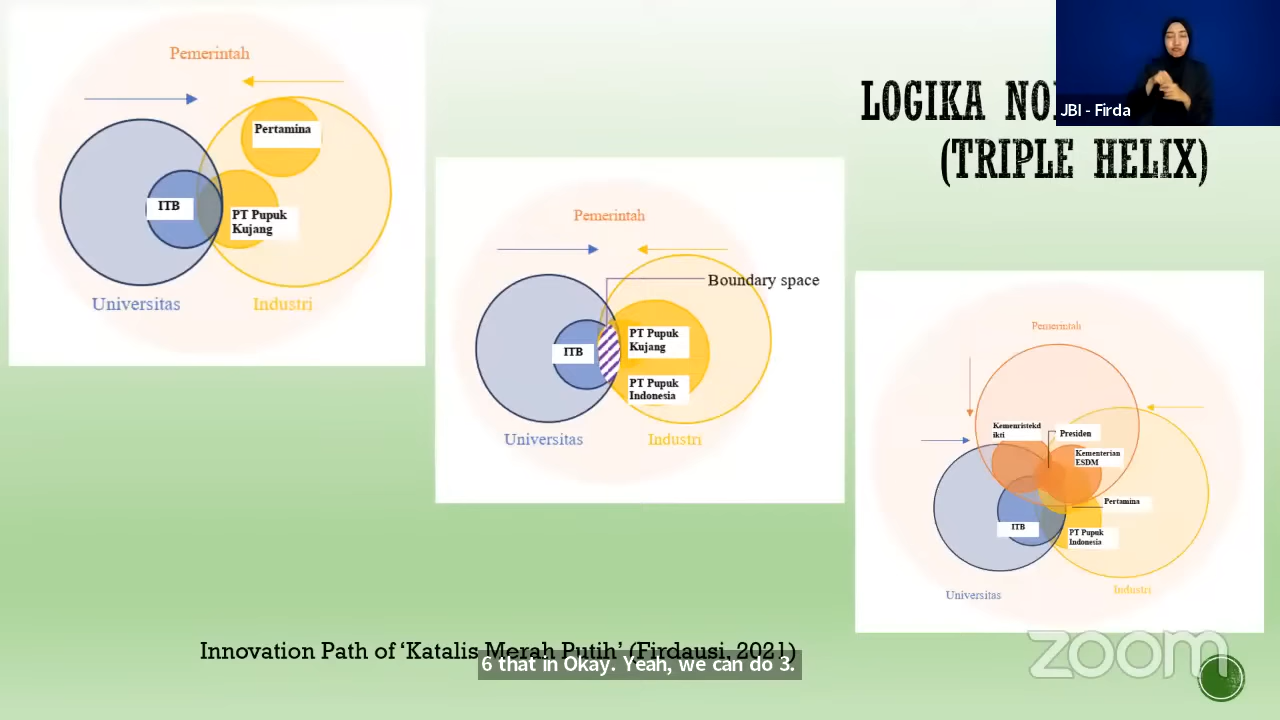 Pemerintah
Pertamina
ITB
PT Pupuk
Kujang
Universitas
Industri
Pemerintah
Boundary space
PT Pupuk
Kujang
ITB
PT Pupuk
Indonesia
Universitas
Industri
LOGIKA
(TRIPLE HELIX)
JBI - Firda
Pemerintah
Kemenristekd
ikti
Presiden
Kementerian
ESDM
Pertamina
ITB
PT Pupuk
Indonesia
Universitas
Industri
Innovation Path of ‘Katalis Merah Putih’ (Firdausi, 2021)
6 that in Okay. Yeah, we can do 3.
zoom